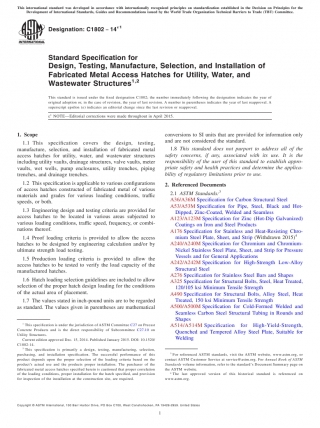 This international standard was developed in accordance with internationally recognized principles on standardization established in the Decision on Principles for the
Development of International Standards, Guides and Recommendations issued by the World Trade Organization Technical Barriers to Trade (TBT) Committee.
Designation: C1802 − 14ε1
Standard Specification for
Design, Testing, Manufacture, Selection, and Installation of
Fabricated Metal Access Hatches for Utility, Water, and
Wastewater Structures1,2
This standard is issued under the fixed designation C1802; the number immediately following the designation indicates the year of
original adoption or, in the case of revision, the year of last revision. A number in parentheses indicates the year of last reapproval. A
superscript epsilon (ε) indicates an editorial change since the last revision or reapproval.
ε1 NOTE—Editorial corrections were made throughout in April 2015.
1. Scope
1.1 This specification covers the design, testing,
manufacture, selection, and installation of fabricated metal
access hatches for utility, water, and wastewater structures
including utility vaults, drainage structures, valve vaults, meter
vaults, wet wells, pump enclosures, utility trenches, piping
trenches, and drainage trenches.
1.2 This specification is applicable to various configurations
of access hatches constructed of fabricated metal of various
materials and grades for various loading conditions, traffic
speeds, or both.
1.3 Engineering design and testing criteria are provided for
access hatches to be located in various areas subjected to
various loading conditions, traffic speed, frequency, or combi-
nations thereof.
1.4 Proof loading criteria is provided to allow the access
hatches to be designed by engineering calculation and/or by
ultimate strength load testing.
1.5 Production loading criteria is provided to allow the
access hatches to be tested to verify the load capacity of the
manufactured hatches.
1.6 Hatch loading selection guidelines are included to allow
selection of the proper hatch design loading for the conditions
of the actual area of placement.
1.7 The values stated in inch-pound units are to be regarded
as standard. The values given in parentheses are mathematical
1 This specification is under the jurisdiction of ASTM Committee C27 on Precast
Concrete Products and is the direct responsibility of Subcommittee C27.10 on
Utility Structures.
Current edition approved Dec. 15, 2014. Published January 2015. DOI: 10.1520/
C1802-14.
2 This specification is primarily a design, testing, manufacturing, selection,
purchasing, and installation specification. The successful performance of this
product depends upon the proper selection of the loading criteria based on the
product's actual use and the products proper installation. The purchaser of the
fabricated metal access hatches specified herein is cautioned that proper correlation
of the loading conditions, proper installation for the hatch specified, and provision
for inspection of the installation at the construction site, are required.
conversions to SI units that are provided for information only
and are not considered the standard.
1.8 This standard does not purport to address all of the
safety concerns, if any, associated with its use. It is the
responsibility of the user of this standard to establish appro-
priate safety and health practices and determine the applica-
bility of regulatory limitations prior to use.
2. Referenced Documents
2.1 ASTM Standards:3
A36/A36M Specification for Carbon Structural Steel
A53/A53M Specification for Pipe, Steel, Black and Hot-
Dipped, Zinc-Coated, Welded and Seamless
A123/A123M Specification for Zinc (Hot-Dip Galvanized)
Coatings on Iron and Steel Products
A176 Specification for Stainless and Heat-Resisting Chro-
mium Steel Plate, Sheet, and Strip (Withdrawn 2015)4
A240/A240M Specification for Chromium and Chromium-
Nickel Stainless Steel Plate, Sheet, and Strip for Pressure
Vessels and for General Applications
A242/A242M Specification for High-Strength Low-Alloy
Structural Steel
A276 Specification for Stainless Steel Bars and Shapes
A325 Specification for Structural Bolts, Steel, Heat Treated,
120/105 ksi Minimum Tensile Strength
A490 Specification for Structural Bolts, Alloy Steel, Heat
Treated, 150 ksi Minimum Tensile Strength
A500/A500M Specification for Cold-Formed Welded and
Seamless Carbon Steel Structural Tubing in Rounds and
Shapes
A514/A514M Specification for High-Yield-Strength,
Quenched and Tempered Alloy Steel Plate, Suitable for
Welding
3 For referenced ASTM standards, visit the ASTM website, www.astm.org, or
contact ASTM Customer Service at service@astm.org. For Annual Book of ASTM
Standards volume information, refer to the standard's Document Summary page on
the ASTM website.
4 The last approved version of this historical standard is referenced on
www.astm.org.
Copyright © ASTM International, 100 Barr Harbor Drive, PO Box C700, West Conshohocken, PA 19428-2959. United States
1